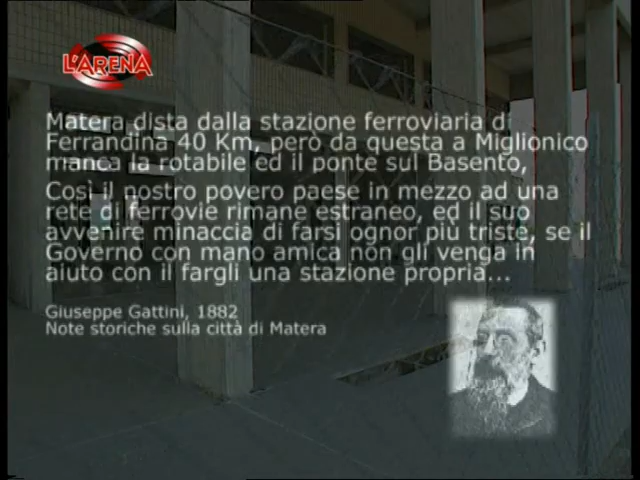 L'ARENA
Matera dista dalla stazione ferroviaria di
Ferrandina 40 Km, però da questa a Miglionico
manca la rotabile ed il ponte sul Basento,
Così il nostro povero paese in mezzo ad una
rete di ferrovie rimane estraneo, ed il suo
avvenire minaccia di farsi ognor più triste, se il
Governo con mano amica non gli venga in
aiuto con il fargli una stazione propria...
Giuseppe Gattini, 1882
Note storiche sulla città di Matera